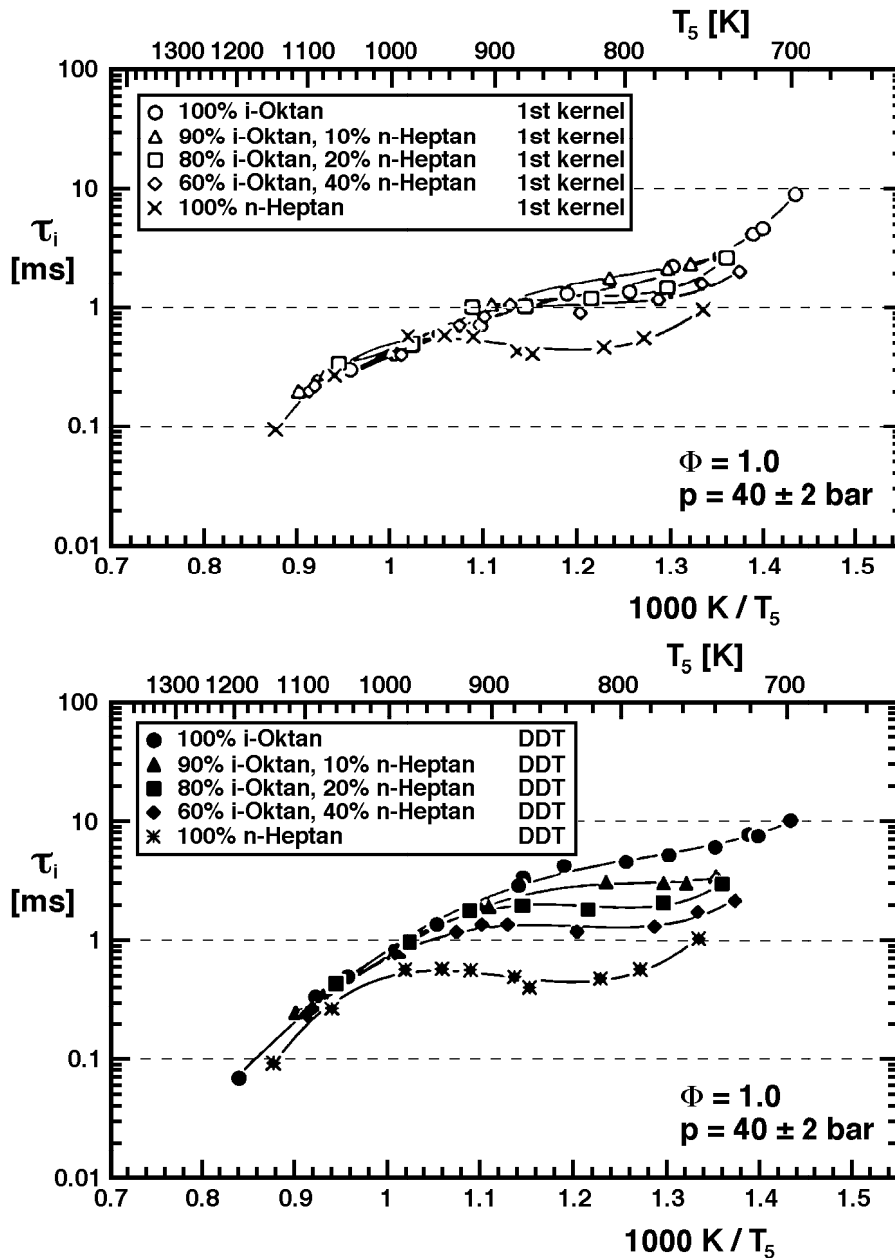 T5 [K]
1300 1200 1100 1000 900 800 700
100
○ 100% i-Oktan 1st kernel
△ 90% i-Oktan, 10% n-Heptan 1st kernel
□ 80% i-Oktan, 20% n-Heptan 1st kernel
◇ 60% i-Oktan, 40% n-Heptan 1st kernel
× 100% n-Heptan 1st kernel
10
τi
[ms]
1
0.1
Φ = 1.0
p = 40 ± 2 bar
0.01
0.7 0.8 0.9 1 1.1 1.2 1.3 1.4 1.5
1000 K / T5
T5 [K]
1300 1200 1100 1000 900 800 700
100
● 100% i-Oktan DDT
▲ 90% i-Oktan, 10% n-Heptan DDT
■ 80% i-Oktan, 20% n-Heptan DDT
◆ 60% i-Oktan, 40% n-Heptan DDT
✳ 100% n-Heptan DDT
10
τi
[ms]
1
0.1
Φ = 1.0
p = 40 ± 2 bar
0.01
0.7 0.8 0.9 1 1.1 1.2 1.3 1.4 1.5
1000 K / T5